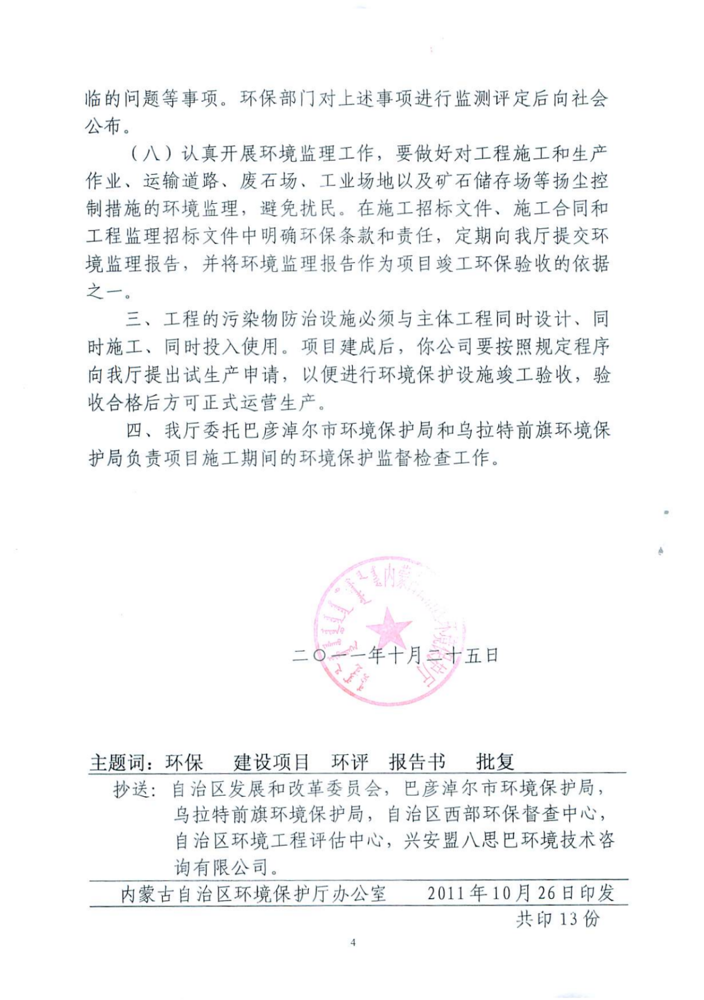 临的问题等事项。环保部门对上述事项进行监测评定后向社会
公布。
（八）认真开展环境监理工作，要做好对工程施工和生产
作业、运输道路、废石场、工业场地以及矿石储存场等扬尘控
制措施的环境监理，避免扰民。在施工招标文件、施工合同和
工程监理招标文件中明确环保条款和责任，定期向我厅提交环
境监理报告，并将环境监理报告作为项目竣工环保验收的依据
之一。
三、工程的污染物防治设施必须与主体工程同时设计、同
时施工、同时投入使用。项目建成后，你公司要按照规定程序
向我厅提出试生产申请，以便进行环境保护设施竣工验收，验
收合格后方可正式运营生产。
四、我厅委托巴彦淖尔市环境保护局和乌拉特前旗环境保
护局负责项目施工期间的环境保护监督检查工作。
内蒙
环境保护厅
二〇一一年十月二十五日
主题词：环保 建设项目 环评 报告书 批复
抄送：自治区发展和改革委员会，巴彦淖尔市环境保护局，
乌拉特前旗环境保护局，自治区西部环保督查中心，
自治区环境工程评估中心，兴安盟八思巴环境技术咨
询有限公司。
内蒙古自治区环境保护厅办公室 2011年10月26日印发
共印13份
4